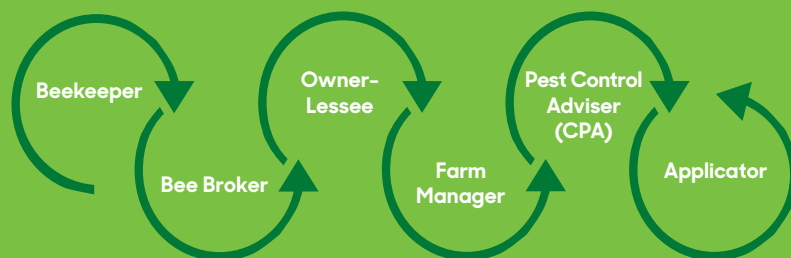 Beekeeper
Bee Broker
Owner-
Lessee
Farm
Manager
Pest Control
Adviser
(CPA)
Applicator